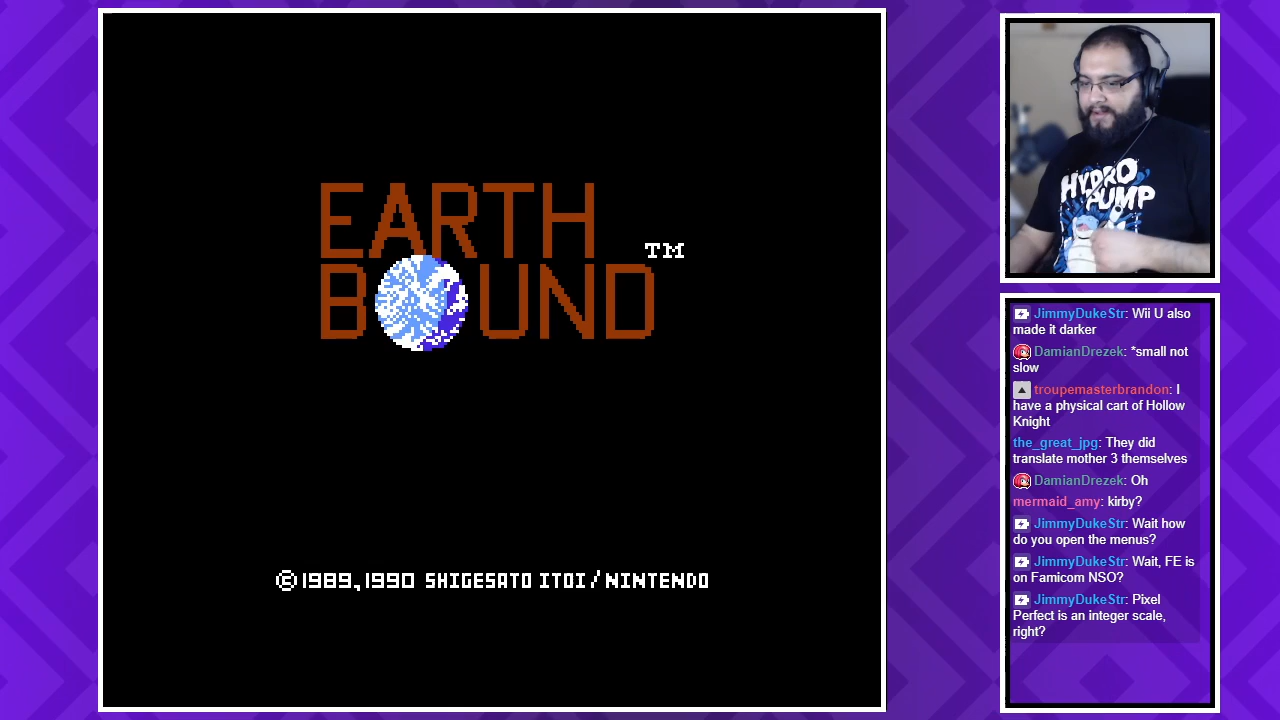 EARTH
BOUND
TM
©1989,1990 SHIGESATO ITOI/NINTENDO
HYDRO
PUMP
JimmyDukeStr: Wii U also
made it darker
DamianDrezek: *small not
slow
troupemasterbrandon: I
have a physical cart of Hollow
Knight
the_great_jpg: They did
translate mother 3 themselves
DamianDrezek: Oh
mermaid_amy: kirby?
JimmyDukeStr: Wait how
do you open the menus?
JimmyDukeStr: Wait, FE is
on Famicom NSO?
JimmyDukeStr: Pixel
Perfect is an integer scale,
right?